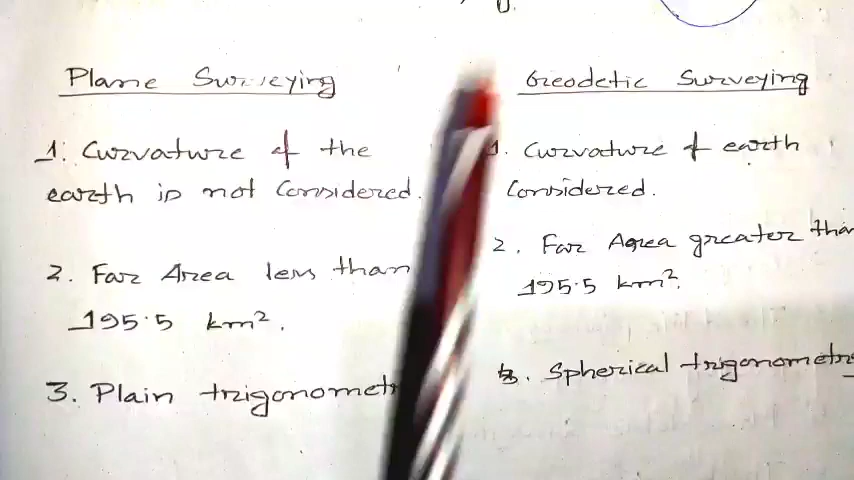 Plane Surveying
1. Curvature of the
earth is not Considered.
2. For Area less than
195.5 km².
3. Plain trigonometr
Geodetic Surveying
1. Curvature of earth
Considered.
2. For Area greater than
195.5 km².
3. Spherical trigonometry